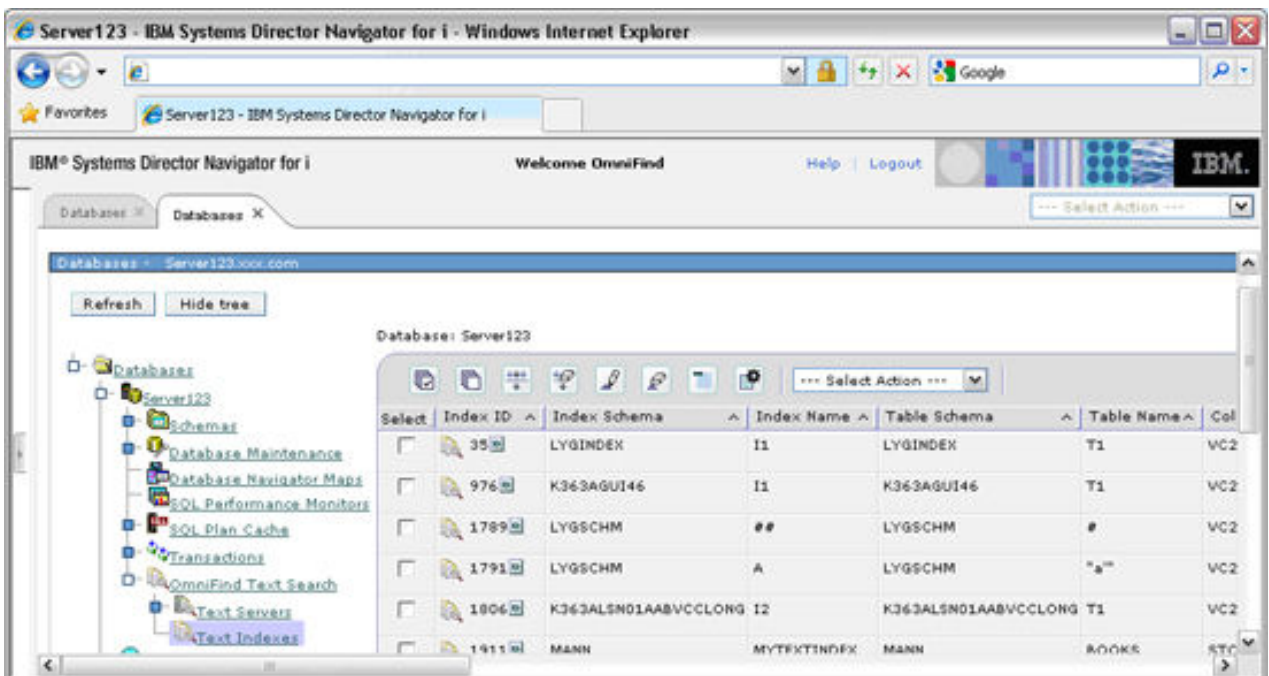 Server123 - IBM Systems Director Navigator for i - Windows Internet Explorer
Google
Favorites
Server123 - IBM Systems Director Navigator for i
IBM® Systems Director Navigator for i
Welcome OmniFind
Help | Logout
IBM.
Databases
Databases X
--- Select Action ---
Databases - Server123.xxx.com
Refresh
Hide tree
Database: Server123
Databases
Server123
Schemas
Database Maintenance
Database Navigator Maps
SQL Performance Monitors
SQL Plan Cache
Transactions
OmniFind Text Search
Text Servers
Text Indexes
--- Select Action ---
Select Index ID Index Schema Index Name Table Schema Table Name Col
35 LYGINDEX I1 LYGINDEX T1 VC2
976 K363AGUI46 I1 K363AGUI46 T1 VC2
1789 LYGSCHM ## LYGSCHM # VC2
1791 LYGSCHM A LYGSCHM "a"" VC2
1806 K363ALSN01AABVCCLONG I2 K363ALSN01AABVCCLONG T1 VC2
1911 MANN MYTEXTINDEX MANN BOOKS STO